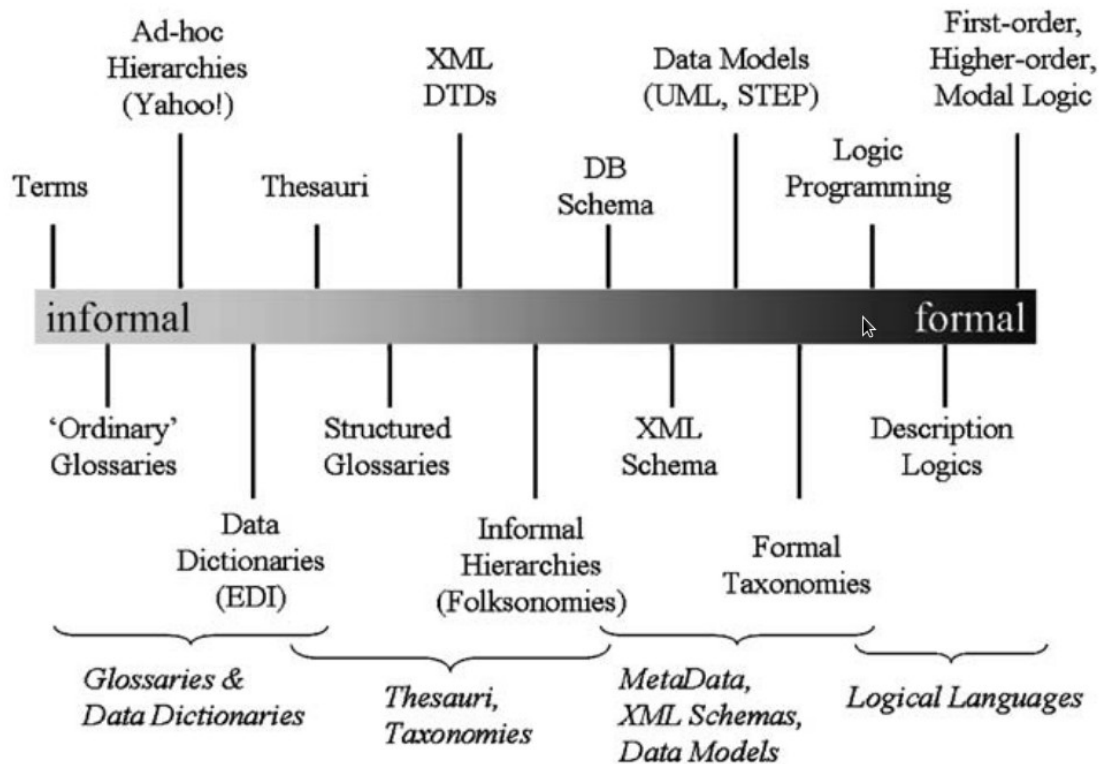 Ad-hoc
Hierarchies
(Yahoo!)
XML
DTDs
Data Models
(UML, STEP)
First-order,
Higher-order,
Modal Logic
Terms
Thesauri
DB
Schema
Logic
Programming
informal
formal
‘Ordinary’
Glossaries
Structured
Glossaries
XML
Schema
Description
Logics
Data
Dictionaries
(EDI)
Informal
Hierarchies
(Folksonomies)
Formal
Taxonomies
Glossaries &
Data Dictionaries
Thesauri,
Taxonomies
MetaData,
XML Schemas,
Data Models
Logical Languages